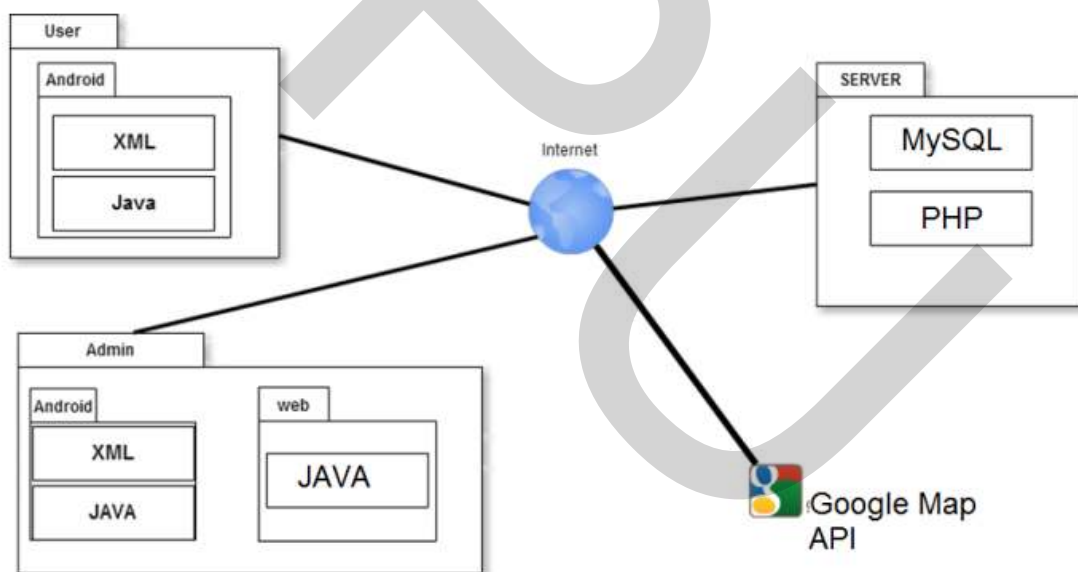 User
Android
XML
Java
Internet
SERVER
MySQL
PHP
Admin
Android
XML
JAVA
web
JAVA
Google Map
API